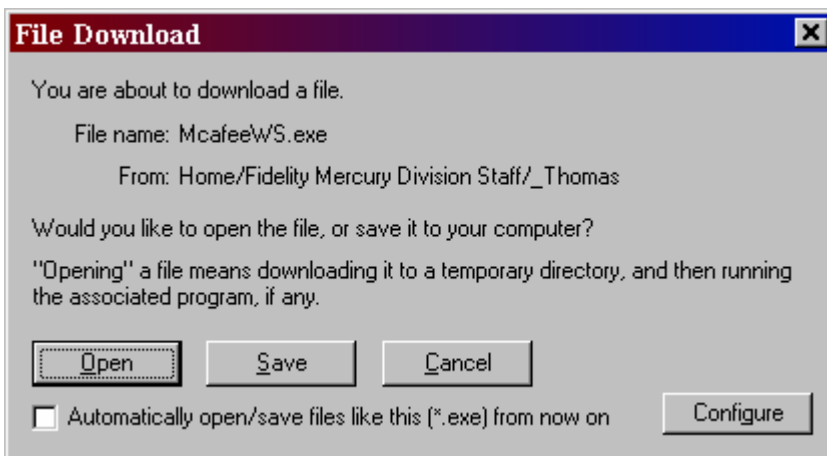 File Download
You are about to download a file.
File name: McafeeWS.exe
From: Home/Fidelity Mercury Division Staff/_Thomas
Would you like to open the file, or save it to your computer?
"Opening" a file means downloading it to a temporary directory, and then running
the associated program, if any.
Open Save Cancel
Automatically open/save files like this (*.exe) from now on Configure